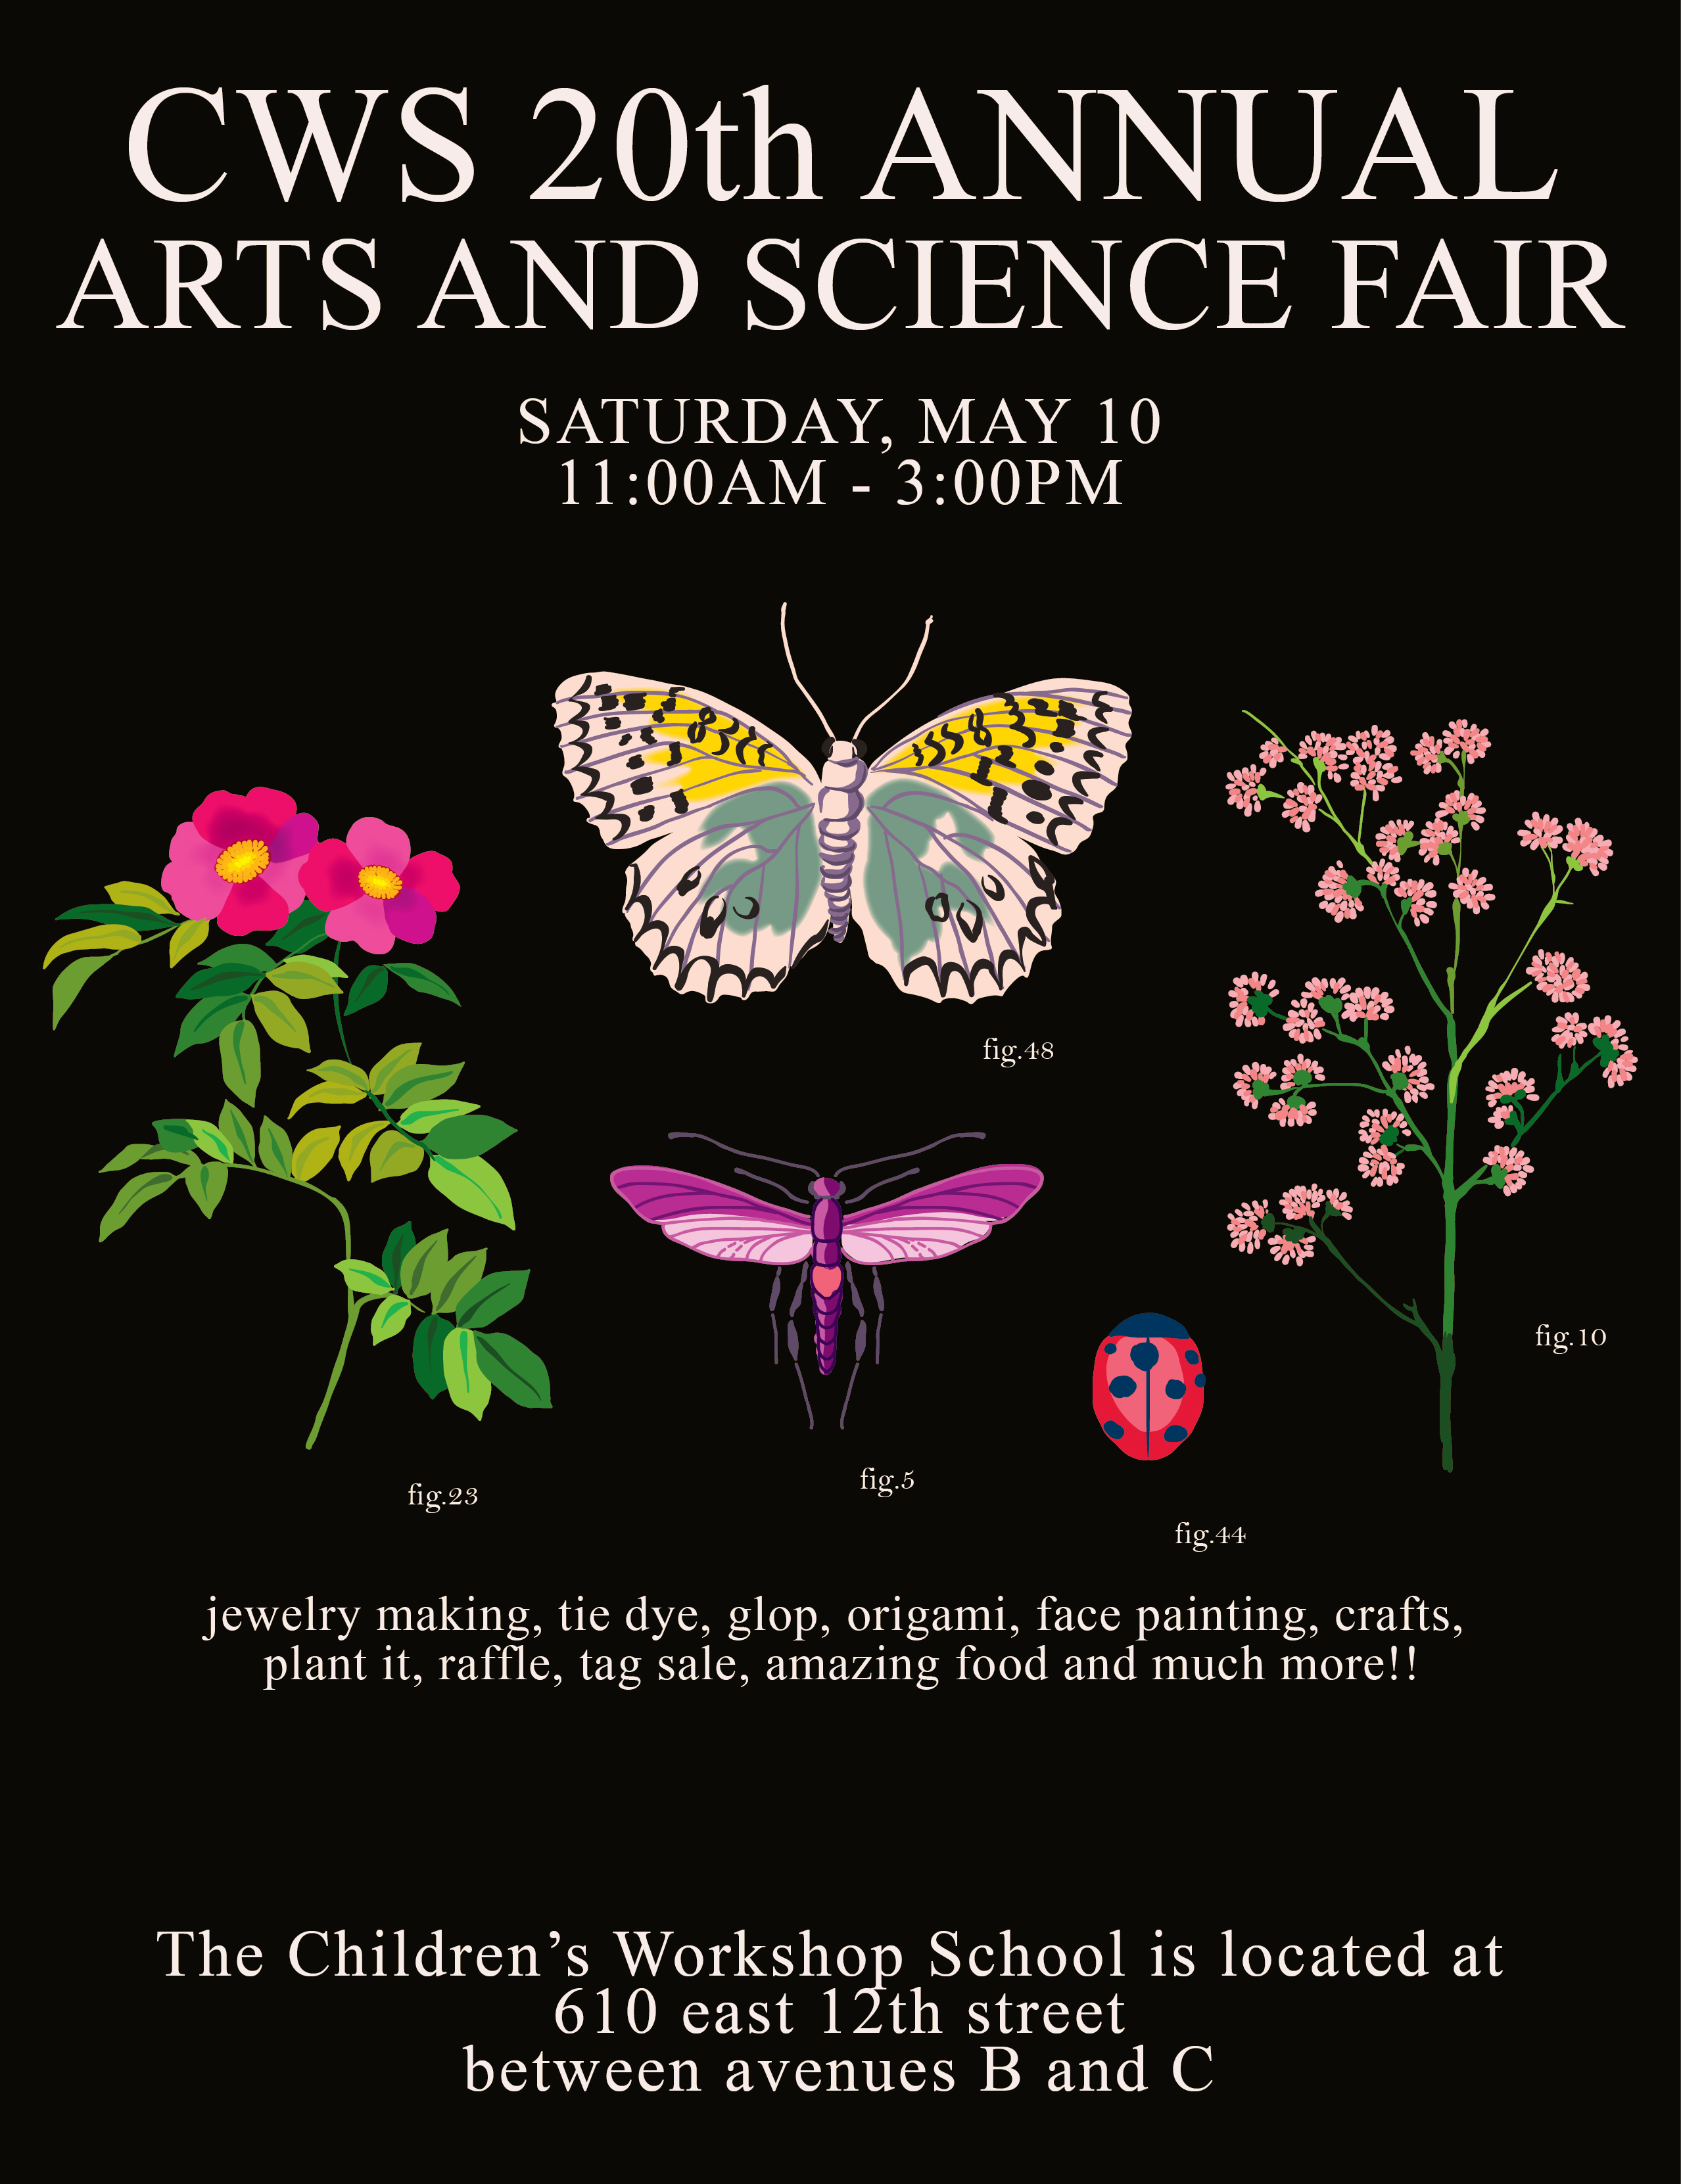 CWS 20th ANNUAL
ARTS AND SCIENCE FAIR
SATURDAY, MAY 10
11:00AM - 3:00PM
fig.48
fig.10
fig.23
fig.5
fig.44
jewelry making, tie dye, glop, origami, face painting, crafts,
plant it, raffle, tag sale, amazing food and much more!!
The Children’s Workshop School is located at
610 east 12th street
between avenues B and C